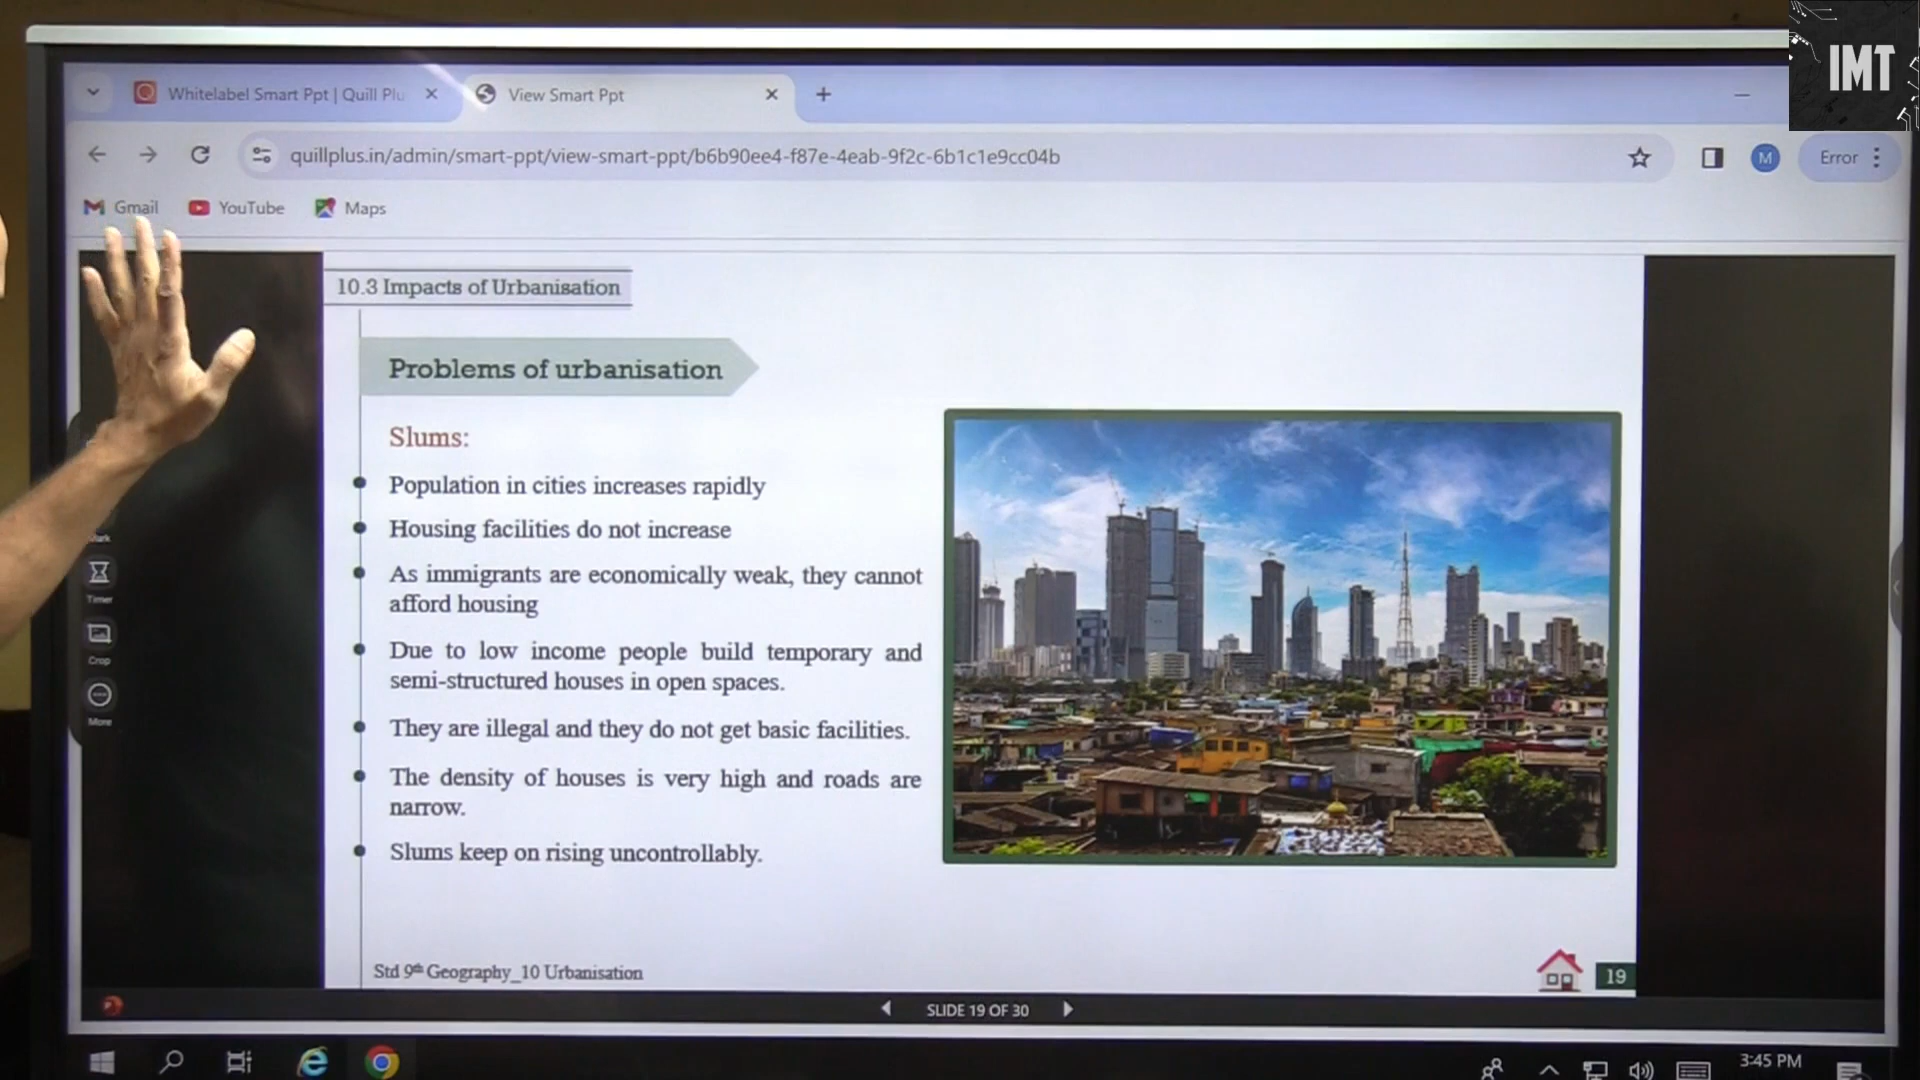 IMT
Whitelabel Smart Ppt | Quill Plu
View Smart Ppt
quillplus.in/admin/smart-ppt/view-smart-ppt/b6b90ee4-f87e-4eab-9f2c-6b1c1e9cc04b
M
Error
Gmail
YouTube
Maps
10.3 Impacts of Urbanisation
Problems of urbanisation
Slums:
Population in cities increases rapidly
Housing facilities do not increase
As immigrants are economically weak, they cannot
afford housing
Due to low income people build temporary and
semi-structured houses in open spaces.
They are illegal and they do not get basic facilities.
The density of houses is very high and roads are
narrow.
Slums keep on rising uncontrollably.
Timer
Crop
More
Std 9th Geography_10 Urbanisation
19
SLIDE 19 OF 30
3:45 PM